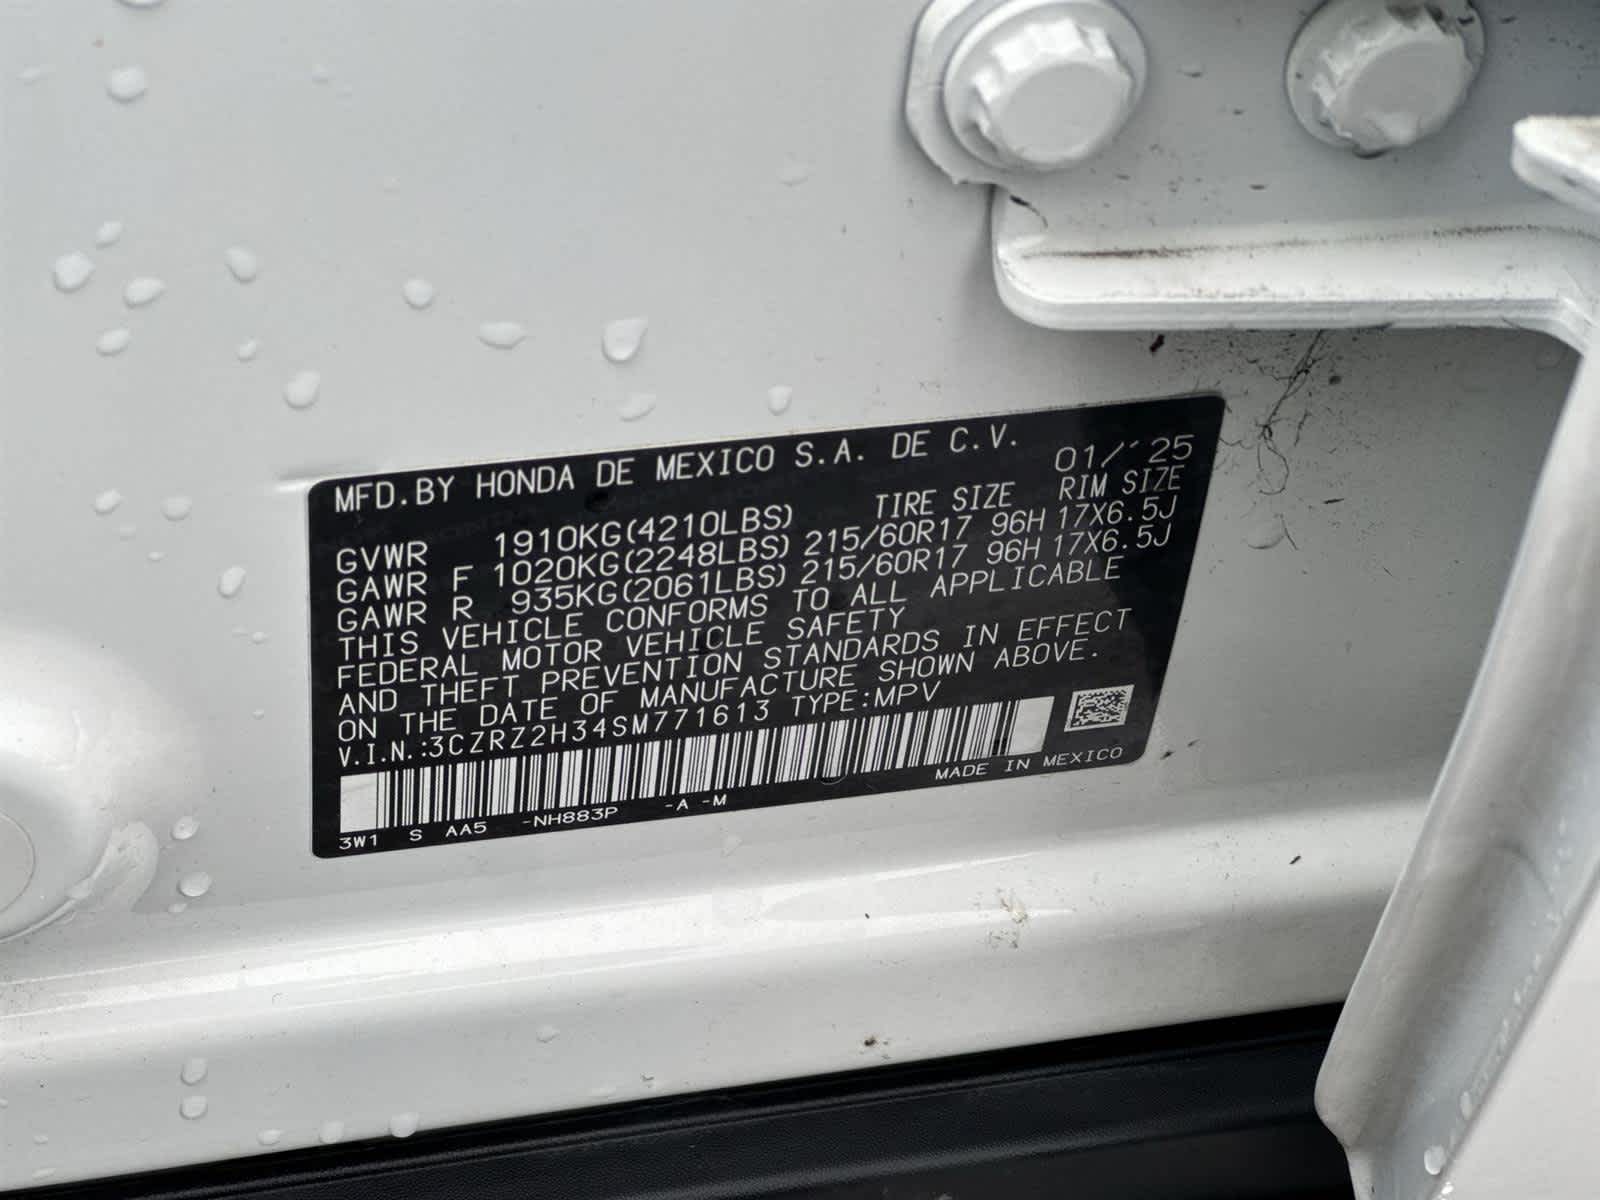 MFD.BY HONDA DE MEXICO S.A. DE C.V. 01/'25
TIRE SIZE RIM SIZE
GVWR 1910KG(4210LBS)
GAWR F 1020KG(2248LBS) 215/60R17 96H 17X6.5J
GAWR R 935KG(2061LBS) 215/60R17 96H 17X6.5J
THIS VEHICLE CONFORMS TO ALL APPLICABLE
FEDERAL MOTOR VEHICLE SAFETY
AND THEFT PREVENTION STANDARDS IN EFFECT
ON THE DATE OF MANUFACTURE SHOWN ABOVE.
V.I.N.:3CZRZ2H34SM771613 TYPE:MPV
MADE IN MEXICO
3W1 S AA5 -NH883P -A -M